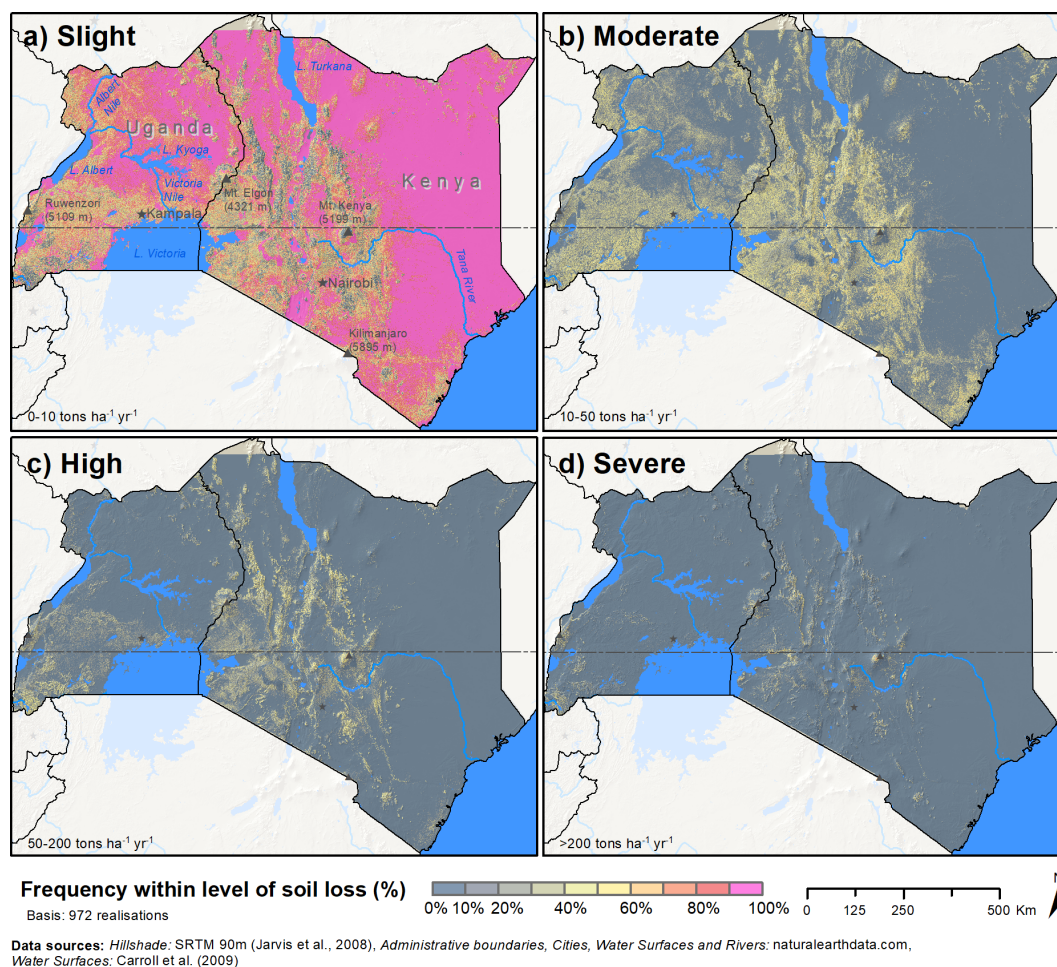 a) Slight
L. Turkana
Albert
Nile
Uganda
L. Kyoga
L. Albert
Victoria
Nile
Kenya
Mt. Elgon
(4321 m)
Ruwenzori
(5109 m)
Kampala
Mt. Kenya
(5199 m)
L. Victoria
Nairobi
Tana River
Kilimanjaro
(5895 m)
0-10 tons ha⁻¹ yr⁻¹
b) Moderate
10-50 tons ha⁻¹ yr⁻¹
c) High
50-200 tons ha⁻¹ yr⁻¹
d) Severe
>200 tons ha⁻¹ yr⁻¹
Frequency within level of soil loss (%)
Basis: 972 realisations
0% 10% 20% 40% 60% 80% 100%
0 125 250 500 Km
Data sources: Hillshade: SRTM 90m (Jarvis et al., 2008), Administrative boundaries, Cities, Water Surfaces and Rivers: naturalearthdata.com,
Water Surfaces: Carroll et al. (2009)